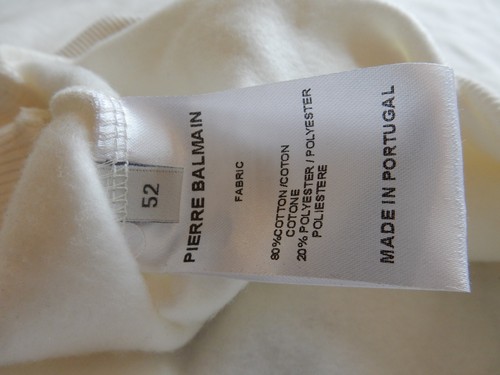 52
PIERRE BALMAIN
FABRIC
80%COTTON/COTON
COTONE
20% POLYESTER / POLYESTER
POLIESTERE
MADE IN PORTUGAL